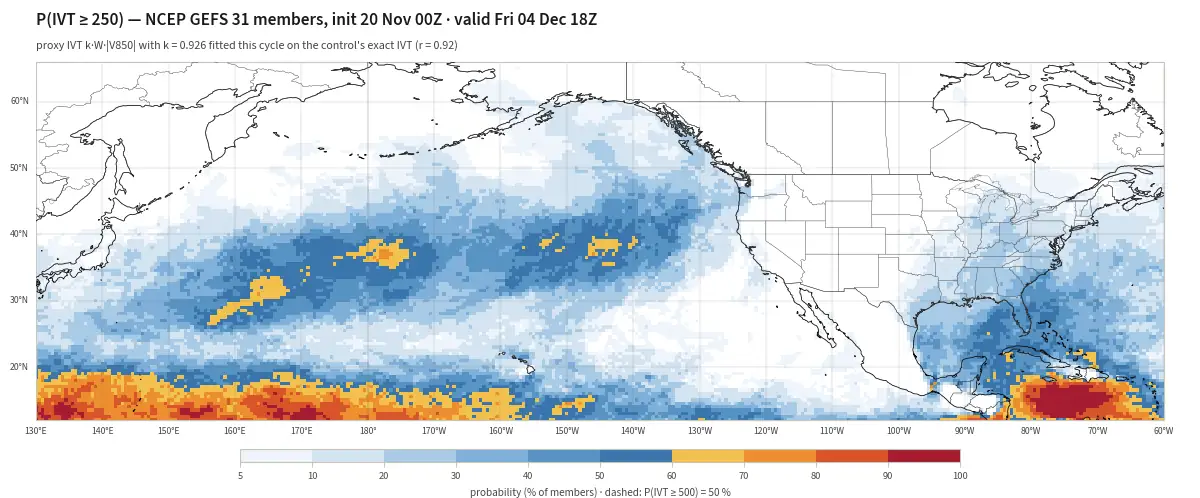 P(IVT ≥ 250) — NCEP GEFS 31 members, init 20 Nov 00Z · valid Fri 04 Dec 18Z
proxy IVT k·W·|V850| with k = 0.926 fitted this cycle on the control's exact IVT (r = 0.92)
60°N
50°N
40°N
30°N
20°N
130°E 140°E 150°E 160°E 170°E 180° 170°W 160°W 150°W 140°W 130°W 120°W 110°W 100°W 90°W 80°W 70°W 60°W
5 10 20 30 40 50 60 70 80 90 100
probability (% of members) · dashed: P(IVT ≥ 500) = 50 %